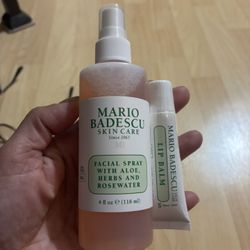 MARIO
BADESCU
SKIN CARE
Since 1967
FACIAL SPRAY
WITH ALOE,
HERBS AND
ROSEWATER
4 fl oz e (118 ml)
MARIO BADESCU
LIP BALM